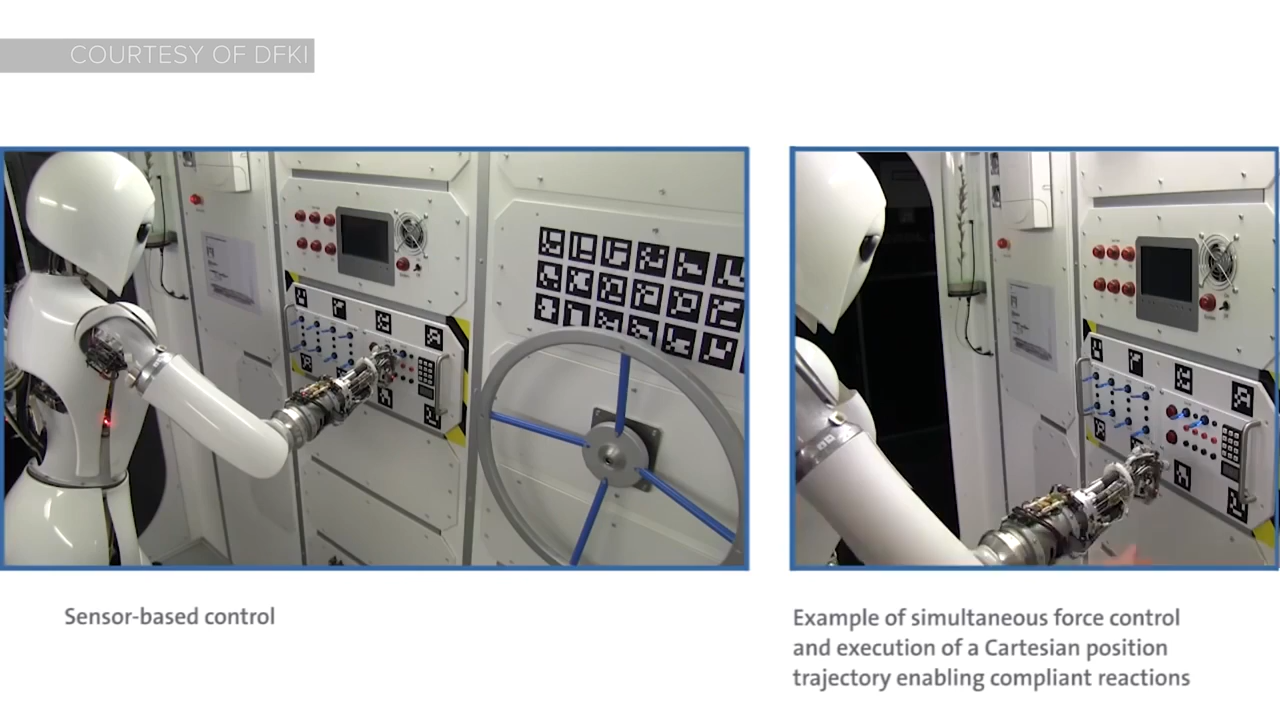 COURTESY OF DFKI
Sensor-based control
Example of simultaneous force control
and execution of a Cartesian position
trajectory enabling compliant reactions